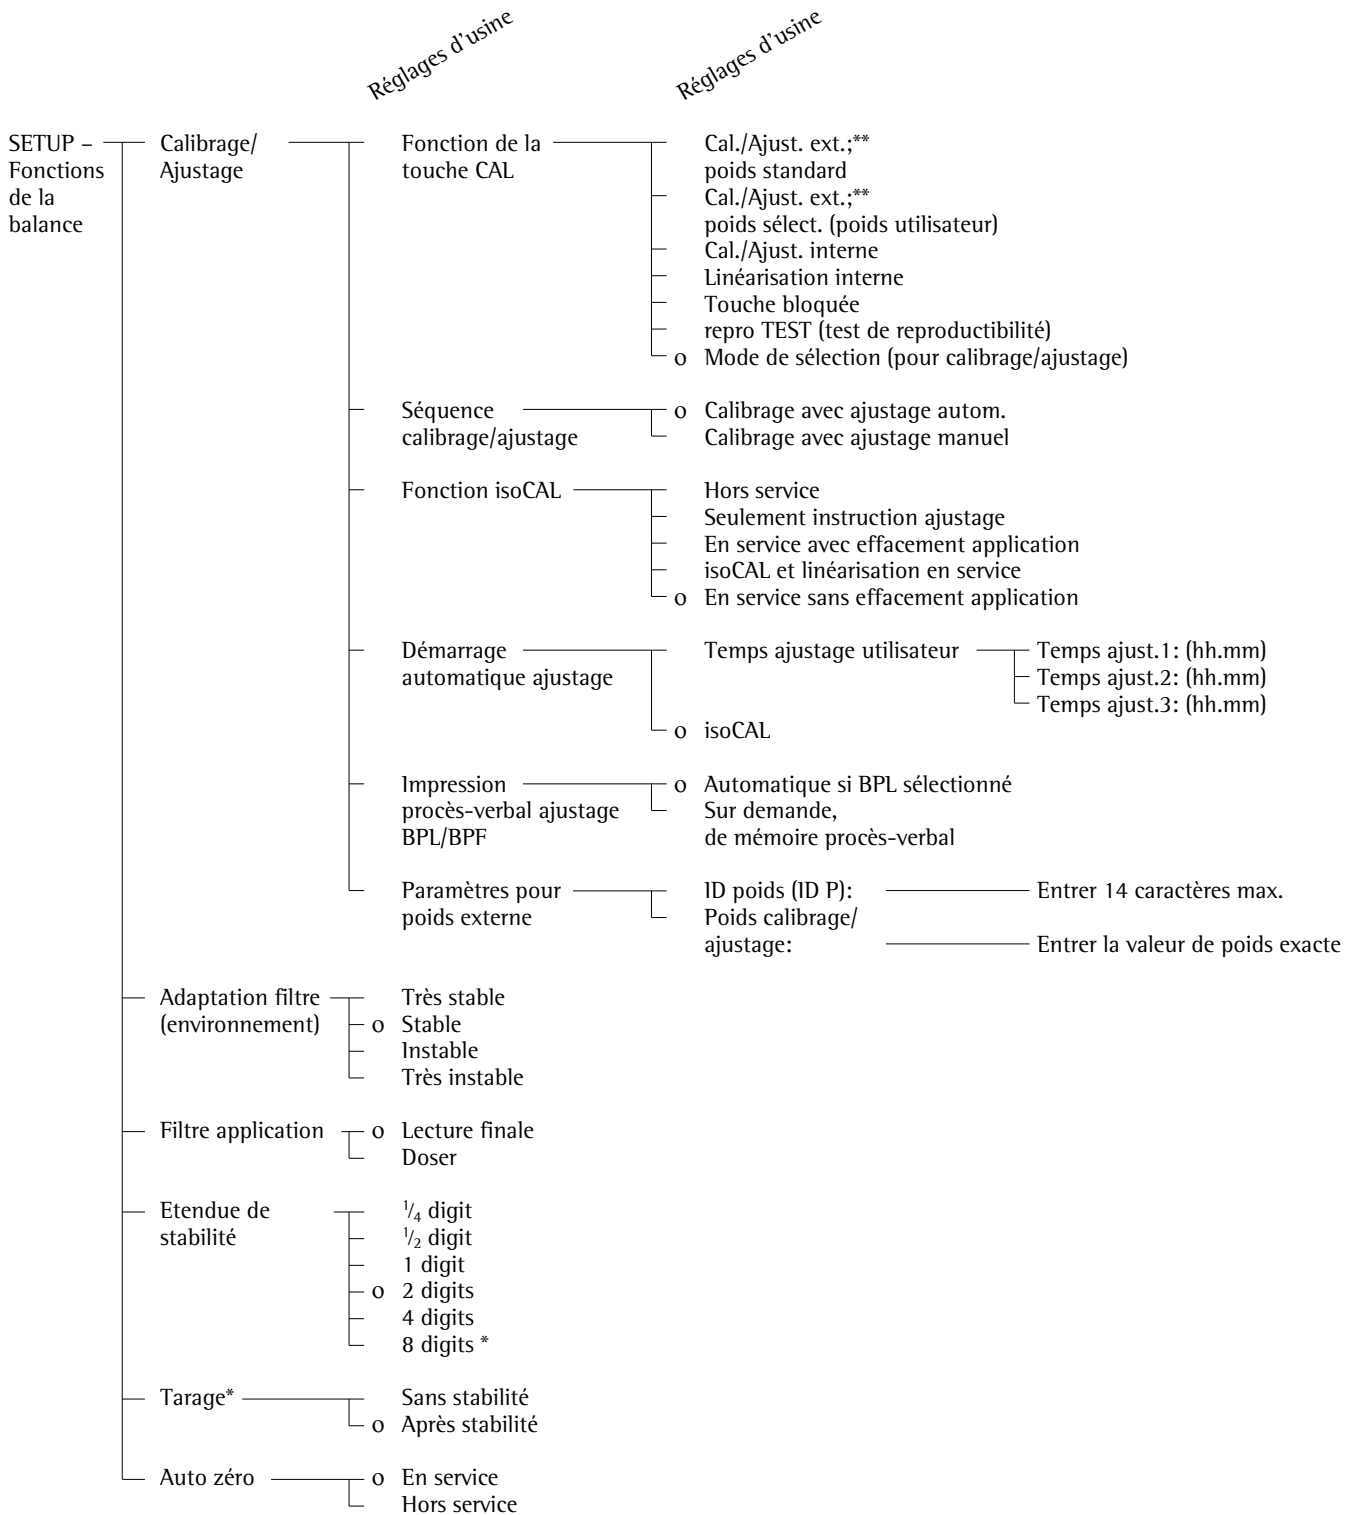 Réglages d'usine
Réglages d'usine
SETUP –
Fonctions
de la
balance
Calibrage/
Ajustage
Fonction de la
touche CAL
Cal./Ajust. ext.;**
poids standard
Cal./Ajust. ext.;**
poids sélect. (poids utilisateur)
Cal./Ajust. interne
Linéarisation interne
Touche bloquée
repro TEST (test de reproductibilité)
o Mode de sélection (pour calibrage/ajustage)
Séquence
calibrage/ajustage
o Calibrage avec ajustage autom.
Calibrage avec ajustage manuel
Fonction isoCAL
Hors service
Seulement instruction ajustage
En service avec effacement application
isoCAL et linéarisation en service
o En service sans effacement application
Démarrage
automatique ajustage
Temps ajustage utilisateur
Temps ajust.1: (hh.mm)
Temps ajust.2: (hh.mm)
Temps ajust.3: (hh.mm)
o isoCAL
Impression
procès-verbal ajustage
BPL/BPF
o Automatique si BPL sélectionné
Sur demande,
de mémoire procès-verbal
Paramètres pour
poids externe
ID poids (ID P):
Entrer 14 caractères max.
Poids calibrage/
ajustage:
Entrer la valeur de poids exacte
Adaptation filtre
(environnement)
Très stable
o Stable
Instable
Très instable
Filtre application
o Lecture finale
Doser
Etendue de
stabilité
1/4 digit
1/2 digit
1 digit
o 2 digits
4 digits
8 digits *
Tarage*
Sans stabilité
o Après stabilité
Auto zéro
o En service
Hors service